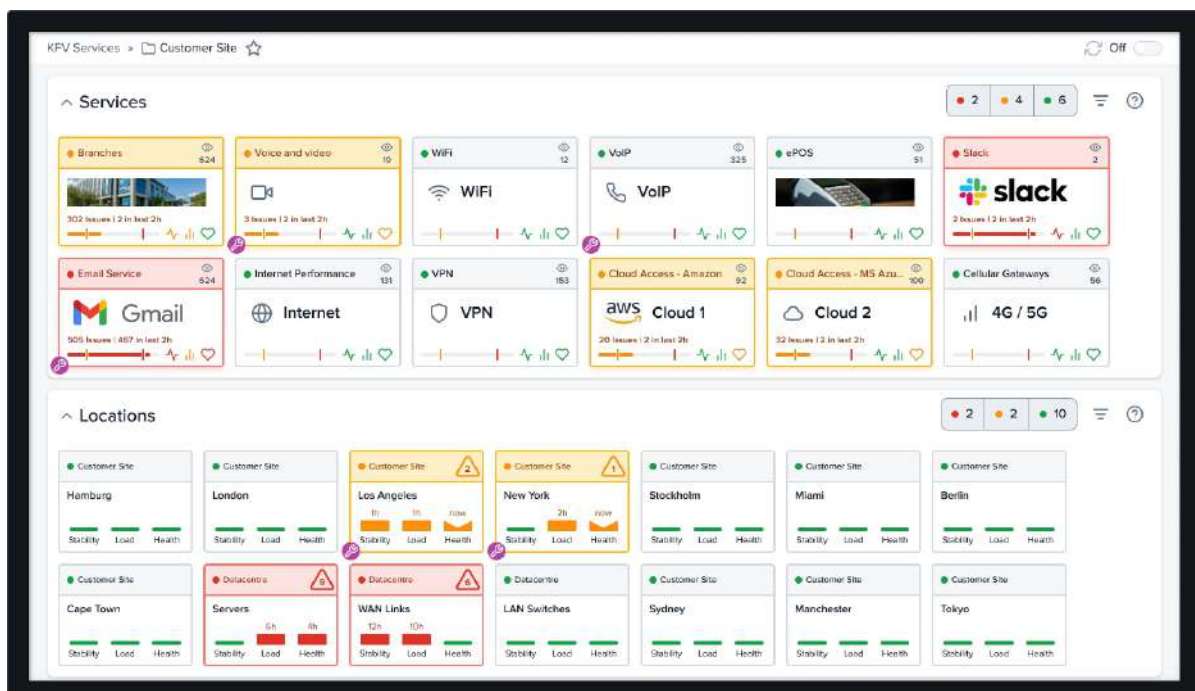 KFV Services > Customer Site
Off
Services
2 4 6
Branches 624
302 Issues | 2 in last 2h
Voice and video 10
3 Issues | 2 in last 2h
WiFi 12
WiFi
VoIP 325
VoIP
ePOS 51
Slack 2
slack
2 Issues | 2 in last 2h
Email Service 524
Gmail
505 Issues | 467 in last 2h
Internet Performance 131
Internet
VPN 153
VPN
Cloud Access - Amazon 92
aws Cloud 1
20 Issues | 2 in last 2h
Cloud Access - MS Azu... 100
Cloud 2
32 Issues | 2 in last 2h
Cellular Gateways 56
4G / 5G
Locations
2 2 10
Customer Site
Hamburg
Stability Load Health
Customer Site
London
Stability Load Health
Customer Site 2
Los Angeles
1h 1h now
Stability Load Health
Customer Site 1
New York
2h now
Stability Load Health
Customer Site
Stockholm
Stability Load Health
Customer Site
Miami
Stability Load Health
Customer Site
Berlin
Stability Load Health
Customer Site
Cape Town
Stability Load Health
Datacentre 9
Servers
6h 4h
Stability Load Health
Datacentre 6
WAN Links
12h 10h
Stability Load Health
Datacentre
LAN Switches
Stability Load Health
Customer Site
Sydney
Stability Load Health
Customer Site
Manchester
Stability Load Health
Customer Site
Tokyo
Stability Load Health